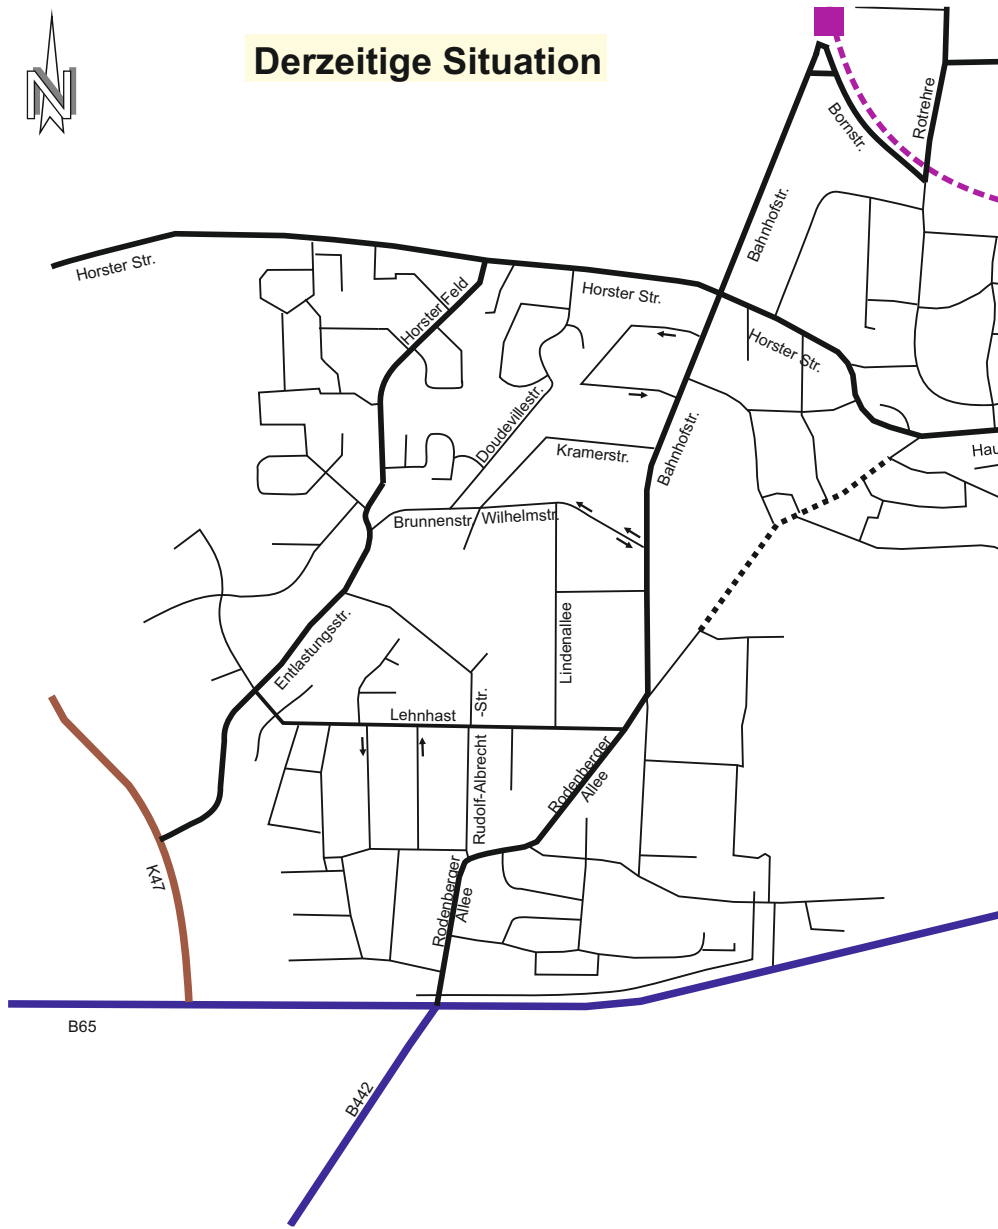 N
Derzeitige Situation
Rotrehre
Bornstr.
Bahnhofstr.
Horster Str.
Horster Feld
Horster Str.
Horster Str.
Doudevillestr.
Kramerstr.
Bahnhofstr.
Hau
Brunnenstr.
Wilhelmstr.
Lindenallee
Entlastungsstr.
Lehnhast
Rudolf-Albrecht
-Str.
Rodenberger
Allee
K47
Rodenberger
Allee
B65
B442